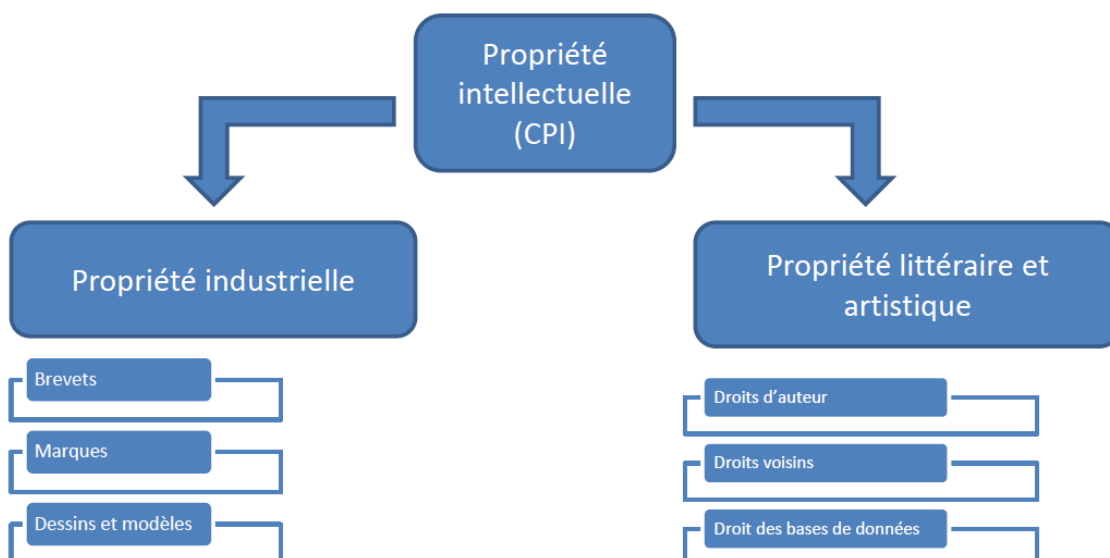 Propriété
intellectuelle
(CPI)
Propriété industrielle
Propriété littéraire et
artistique
Brevets
Marques
Dessins et modèles
Droits d’auteur
Droits voisins
Droit des bases de données